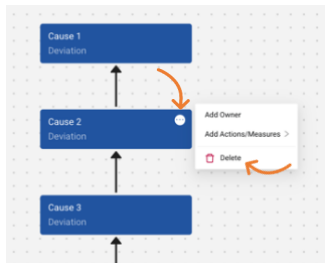 Cause 1
Deviation
Cause 2
Deviation
Add Owner
Add Actions/Measures >
Delete
Cause 3
Deviation